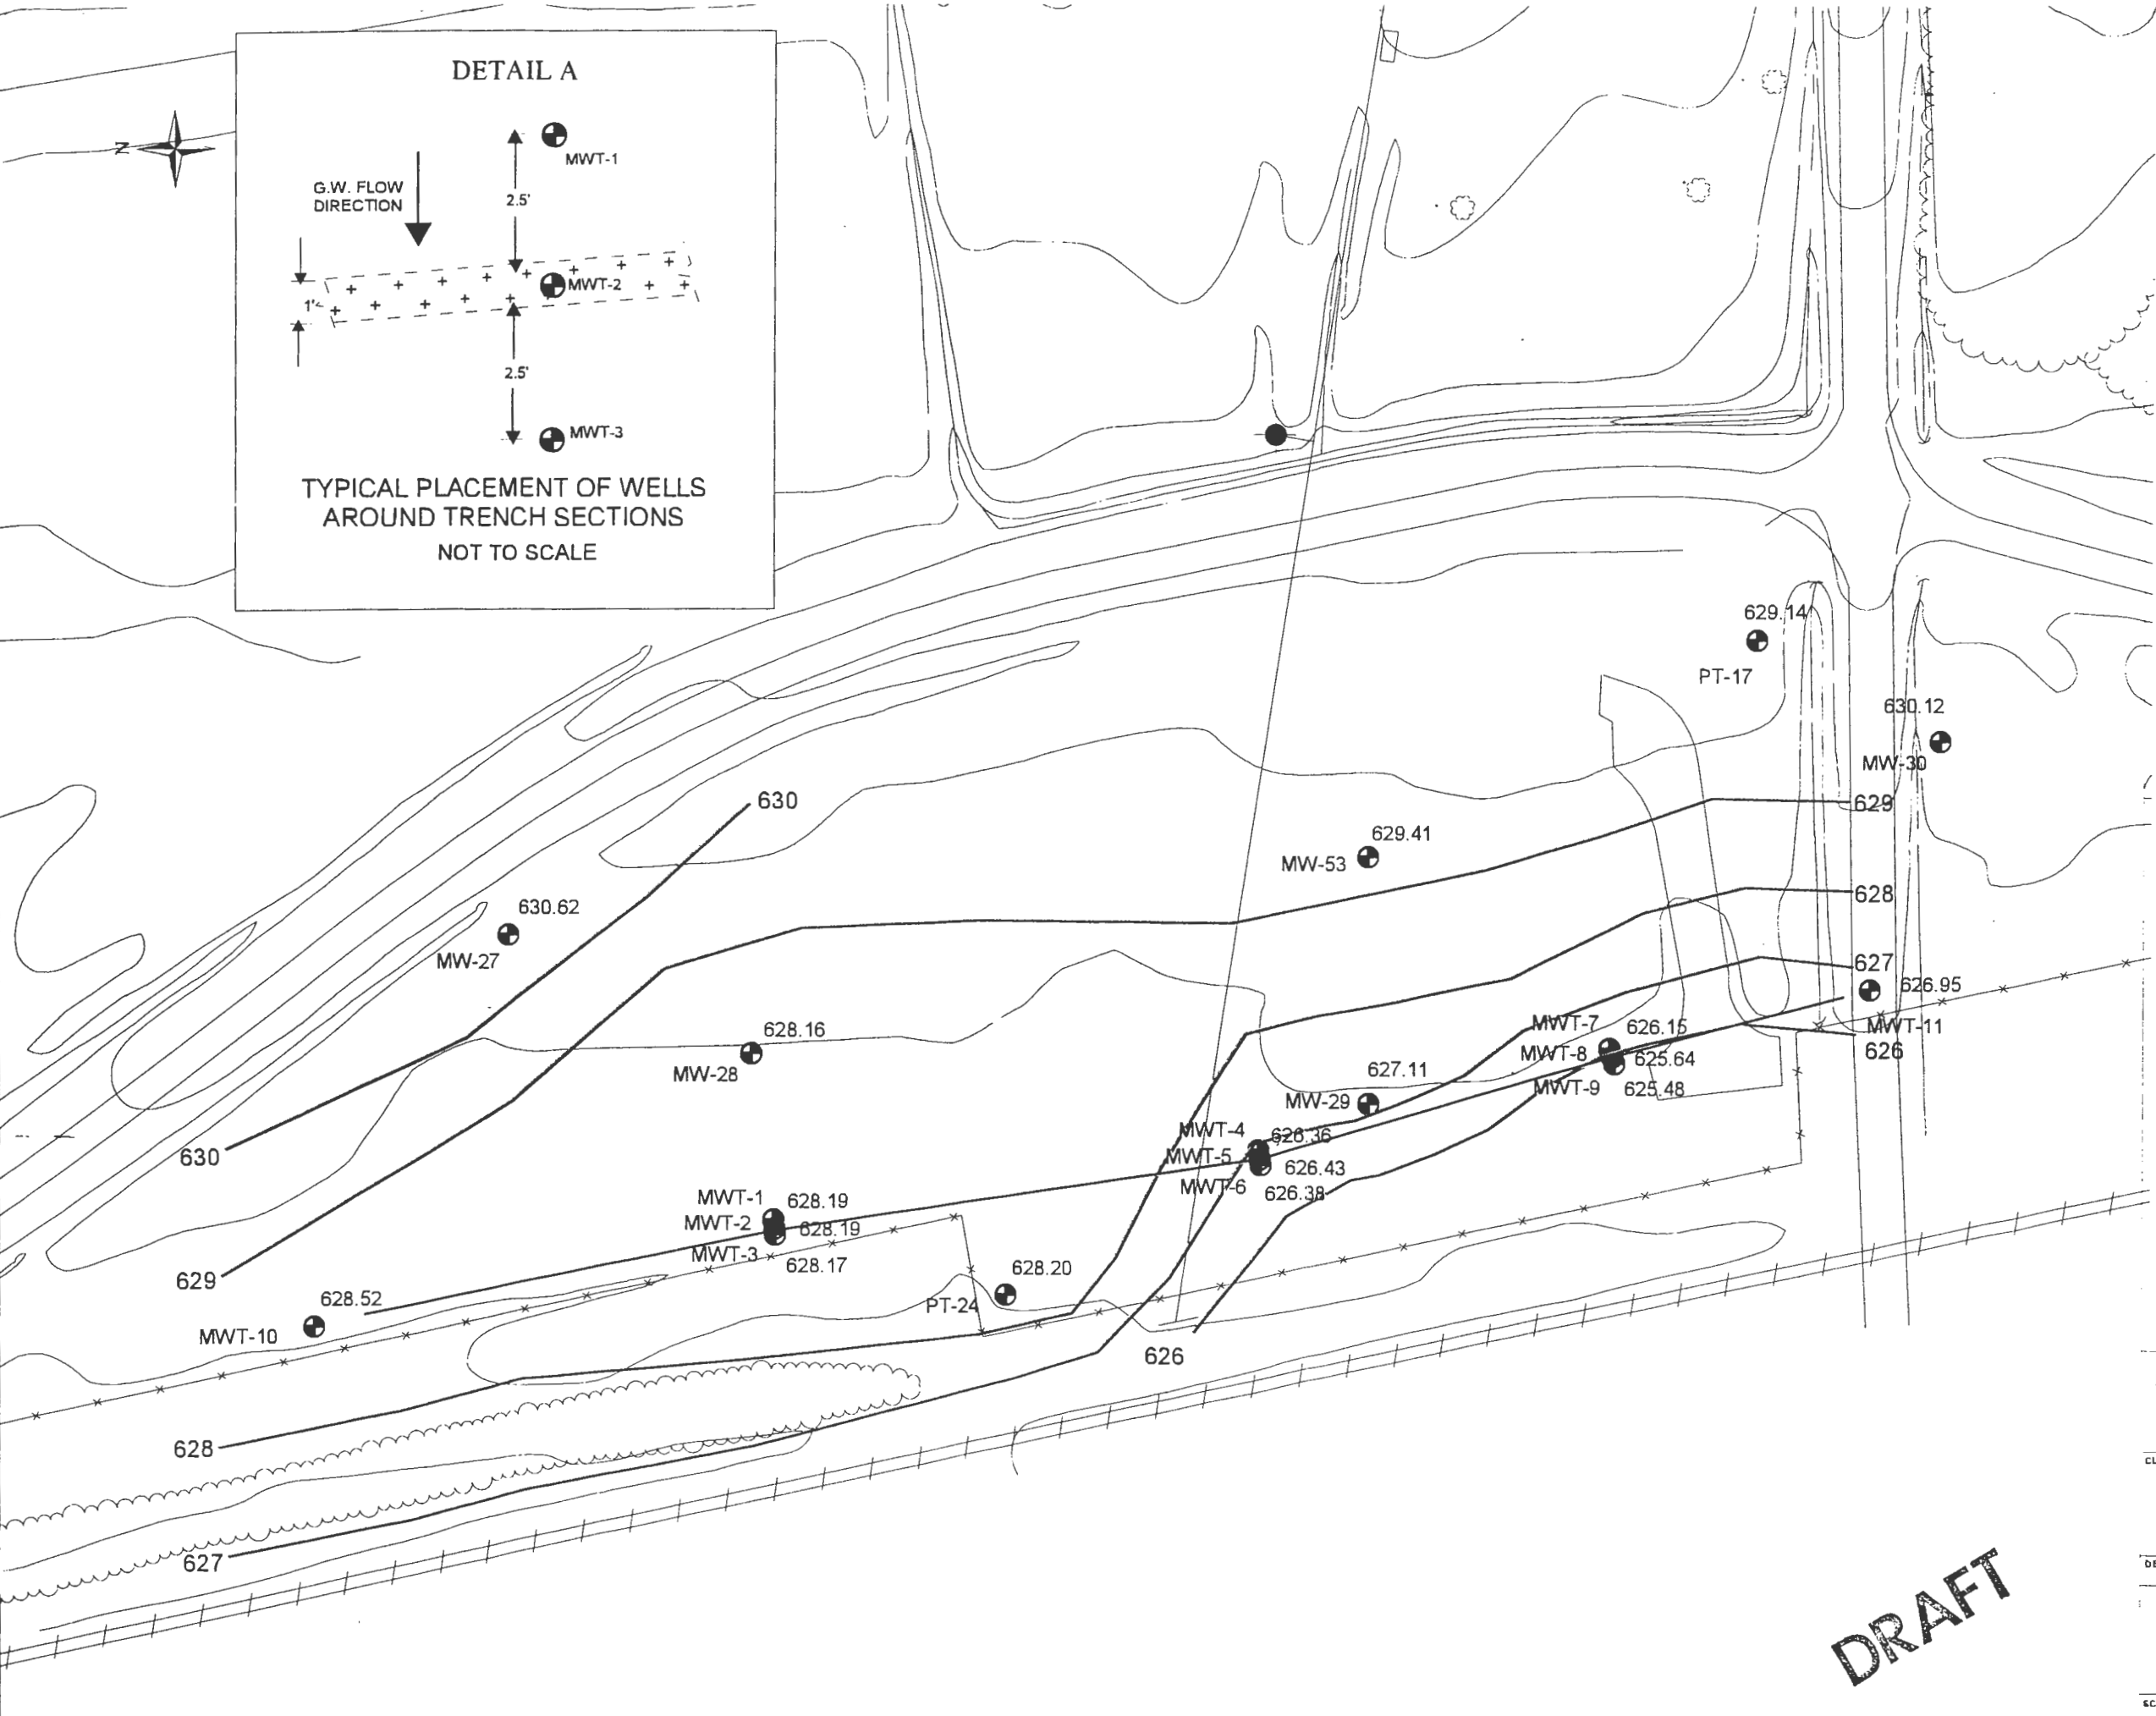 DETAIL A
MWT-1
G.W. FLOW
DIRECTION
2.5'
MWT-2
1'
2.5'
MWT-3
TYPICAL PLACEMENT OF WELLS
AROUND TRENCH SECTIONS
NOT TO SCALE
N
629.14
PT-17
630.12
MW-30
630
629
629.41
MW-53
628
630.62
MW-27
627
626.95
MWT-11
626
628.16
MW-28
MWT-7
626.15
MWT-8
625.64
MWT-9
625.48
627.11
MW-29
MWT-4
626.36
MWT-5
626.43
MWT-6
626.38
630
MWT-1
628.19
MWT-2
628.19
MWT-3
628.17
629
628.20
PT-24
628.52
MWT-10
626
628
627
DRAFT